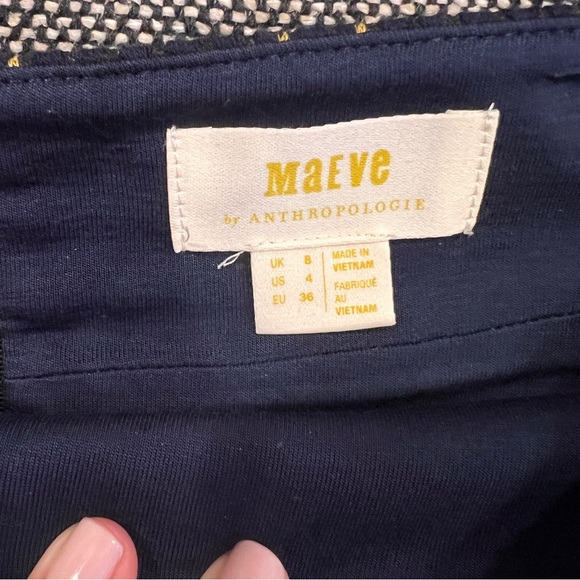 MaEVe
by ANTHROPOLOGIE
UK 8
US 4
EU 36
MADE IN
VIETNAM
FABRIQUÉ
AU
VIETNAM